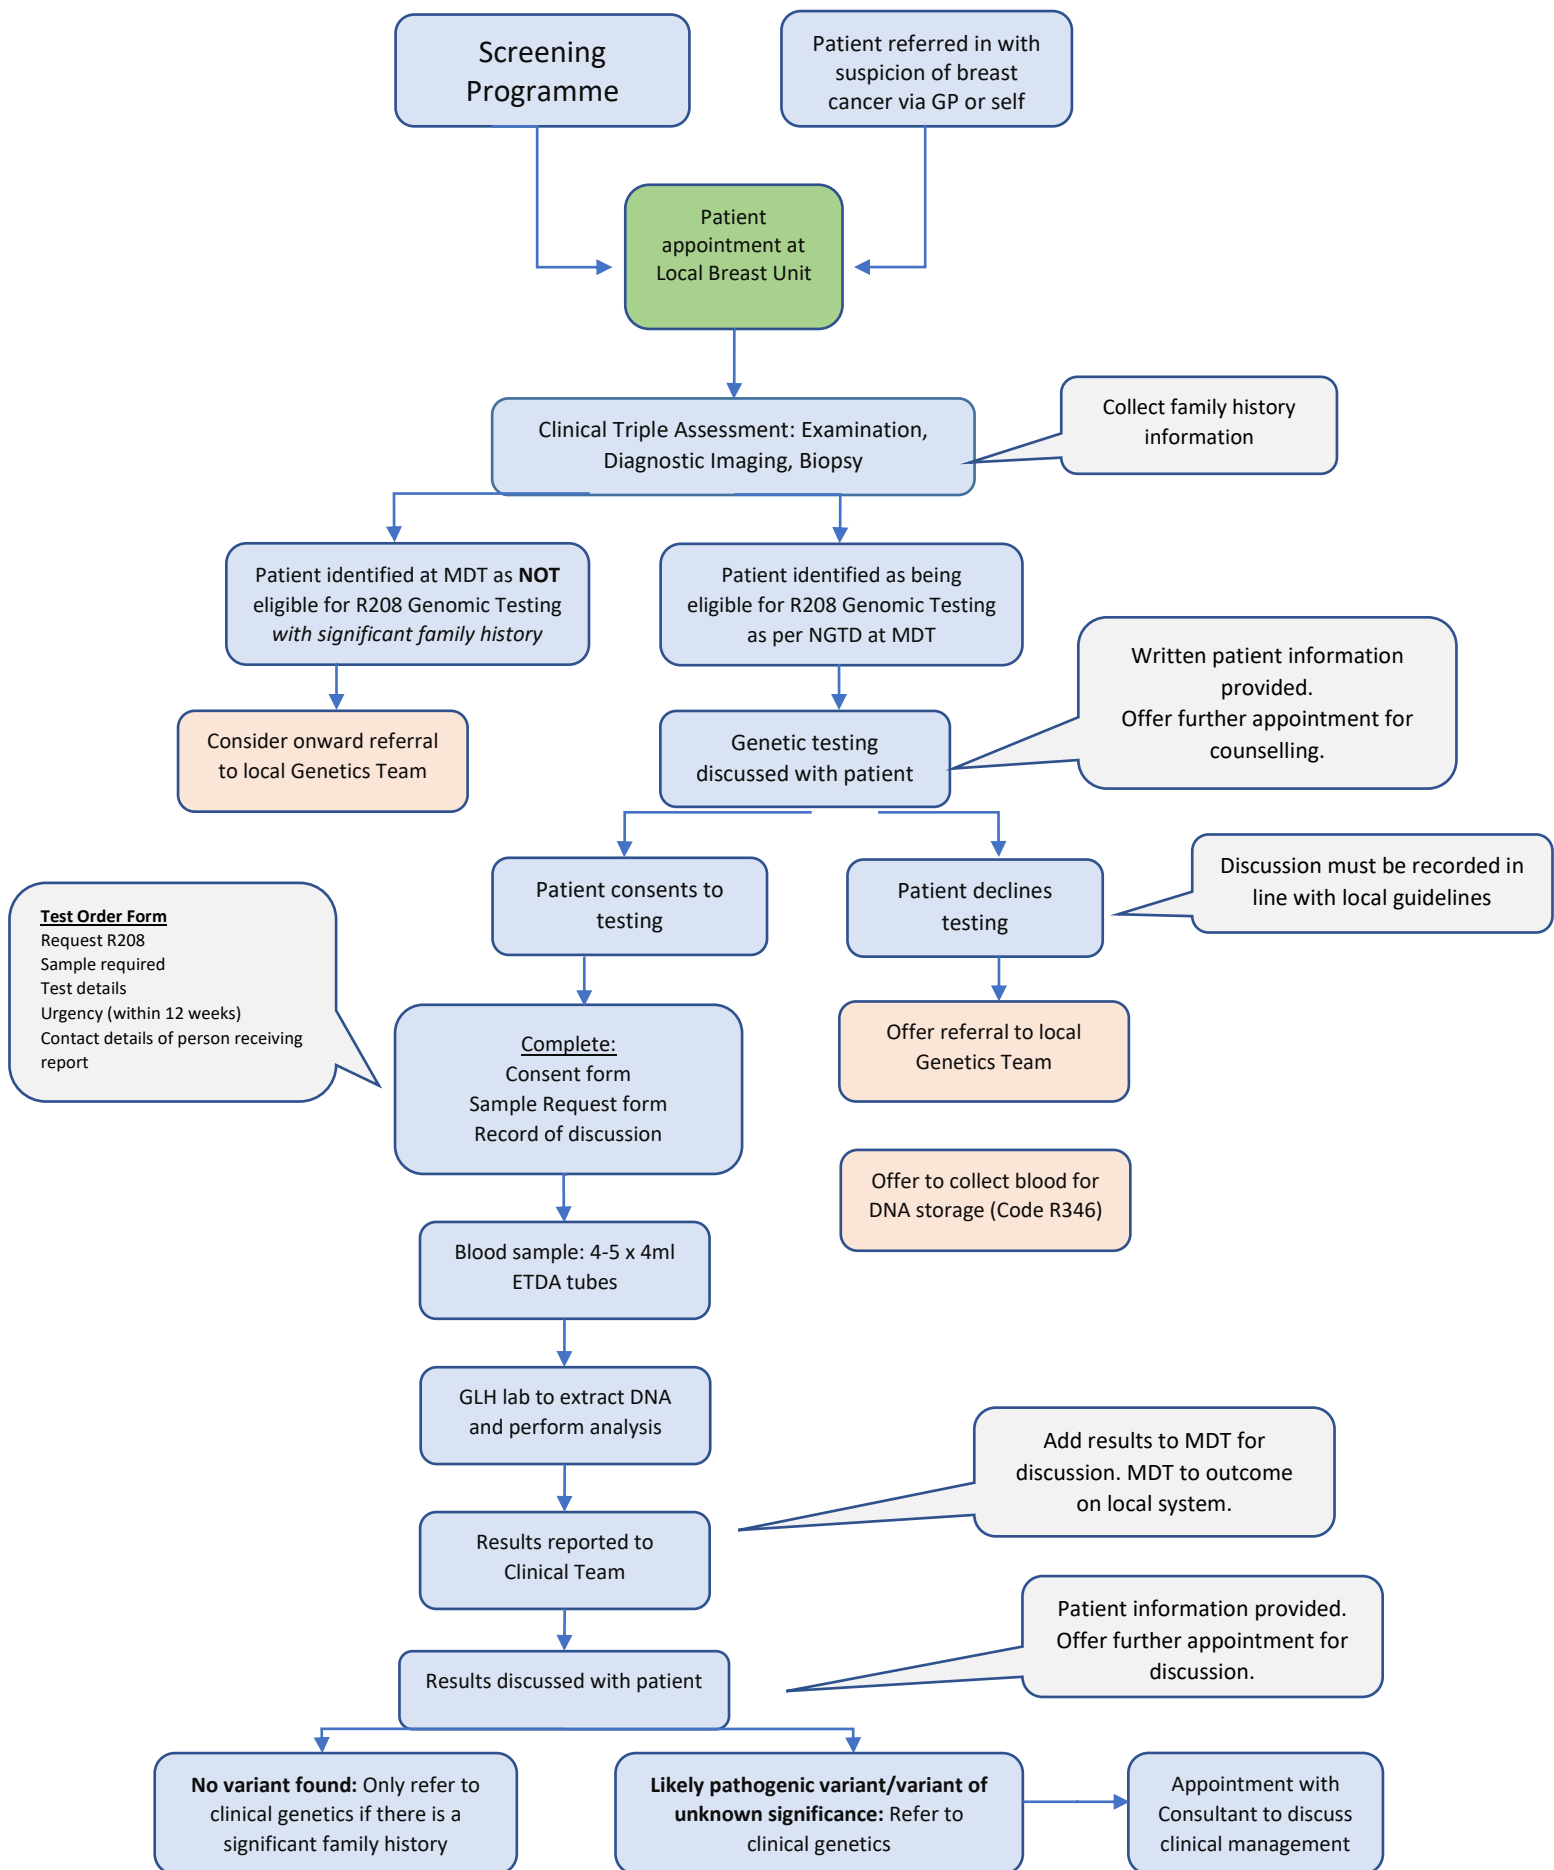 Screening
Programme
Patient referred in with
suspicion of breast
cancer via GP or self
Patient
appointment at
Local Breast Unit
Collect family history
information
Clinical Triple Assessment: Examination,
Diagnostic Imaging, Biopsy
Patient identified at MDT as NOT
eligible for R208 Genomic Testing
with significant family history
Patient identified as being
eligible for R208 Genomic Testing
as per NGTD at MDT
Written patient information
provided.
Offer further appointment for
counselling.
Consider onward referral
to local Genetics Team
Genetic testing
discussed with patient
Patient consents to
testing
Patient declines
testing
Discussion must be recorded in
line with local guidelines
Test Order Form
Request R208
Sample required
Test details
Urgency (within 12 weeks)
Contact details of person receiving
report
Complete:
Consent form
Sample Request form
Record of discussion
Offer referral to local
Genetics Team
Offer to collect blood for
DNA storage (Code R346)
Blood sample: 4-5 x 4ml
ETDA tubes
GLH lab to extract DNA
and perform analysis
Add results to MDT for
discussion. MDT to outcome
on local system.
Results reported to
Clinical Team
Patient information provided.
Offer further appointment for
discussion.
Results discussed with patient
No variant found: Only refer to
clinical genetics if there is a
significant family history
Likely pathogenic variant/variant of
unknown significance: Refer to
clinical genetics
Appointment with
Consultant to discuss
clinical management